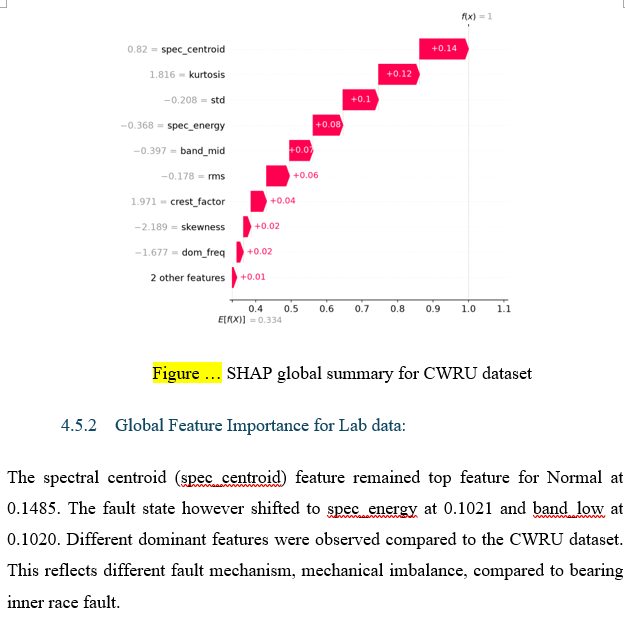 f(x) = 1
0.82 = spec_centroid
+0.14
1.816 = kurtosis
+0.12
−0.208 = std
+0.1
−0.368 = spec_energy
+0.08
−0.397 = band_mid
+0.07
−0.178 = rms
+0.06
1.971 = crest_factor
+0.04
−2.189 = skewness
+0.02
−1.677 = dom_freq
+0.02
2 other features
+0.01
0.4 0.5 0.6 0.7 0.8 0.9 1.0 1.1
E[f(X)] = 0.334
Figure … SHAP global summary for CWRU dataset
4.5.2 Global Feature Importance for Lab data:
The spectral centroid (spec_centroid) feature remained top feature for Normal at
0.1485. The fault state however shifted to spec_energy at 0.1021 and band_low at
0.1020. Different dominant features were observed compared to the CWRU dataset.
This reflects different fault mechanism, mechanical imbalance, compared to bearing
inner race fault.